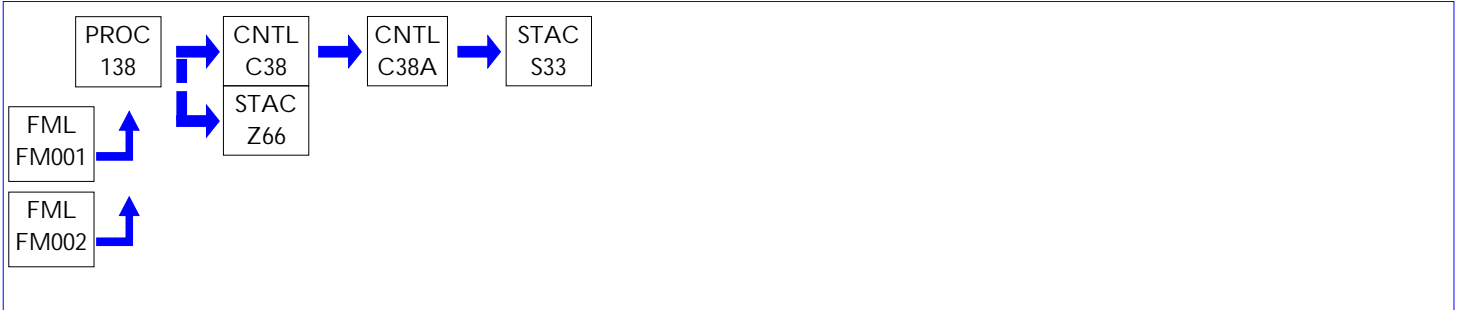 PROC
138
CNTL
C38
CNTL
C38A
STAC
S33
STAC
Z66
FML
FM001
FML
FM002